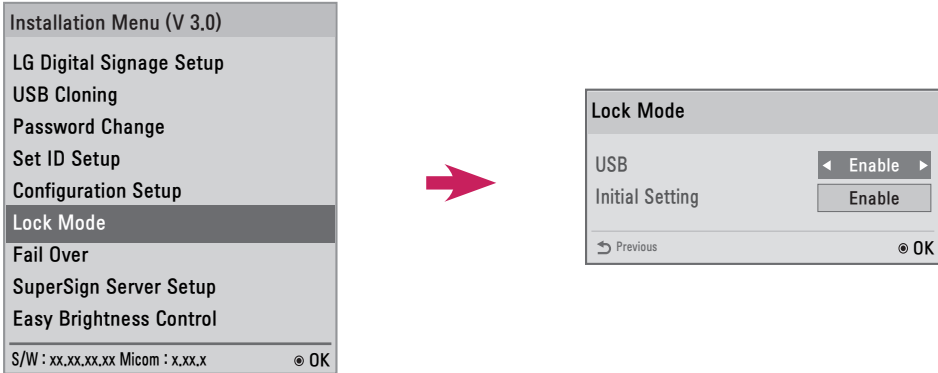 Installation Menu (V 3.0)
LG Digital Signage Setup
USB Cloning
Password Change
Set ID Setup
Configuration Setup
Lock Mode
Fail Over
SuperSign Server Setup
Easy Brightness Control
S/W : xx.xx.xx.xx Micom : x.xx.x ◉ OK
Lock Mode
USB ◀ Enable ▶
Initial Setting Enable
Previous ◉ OK